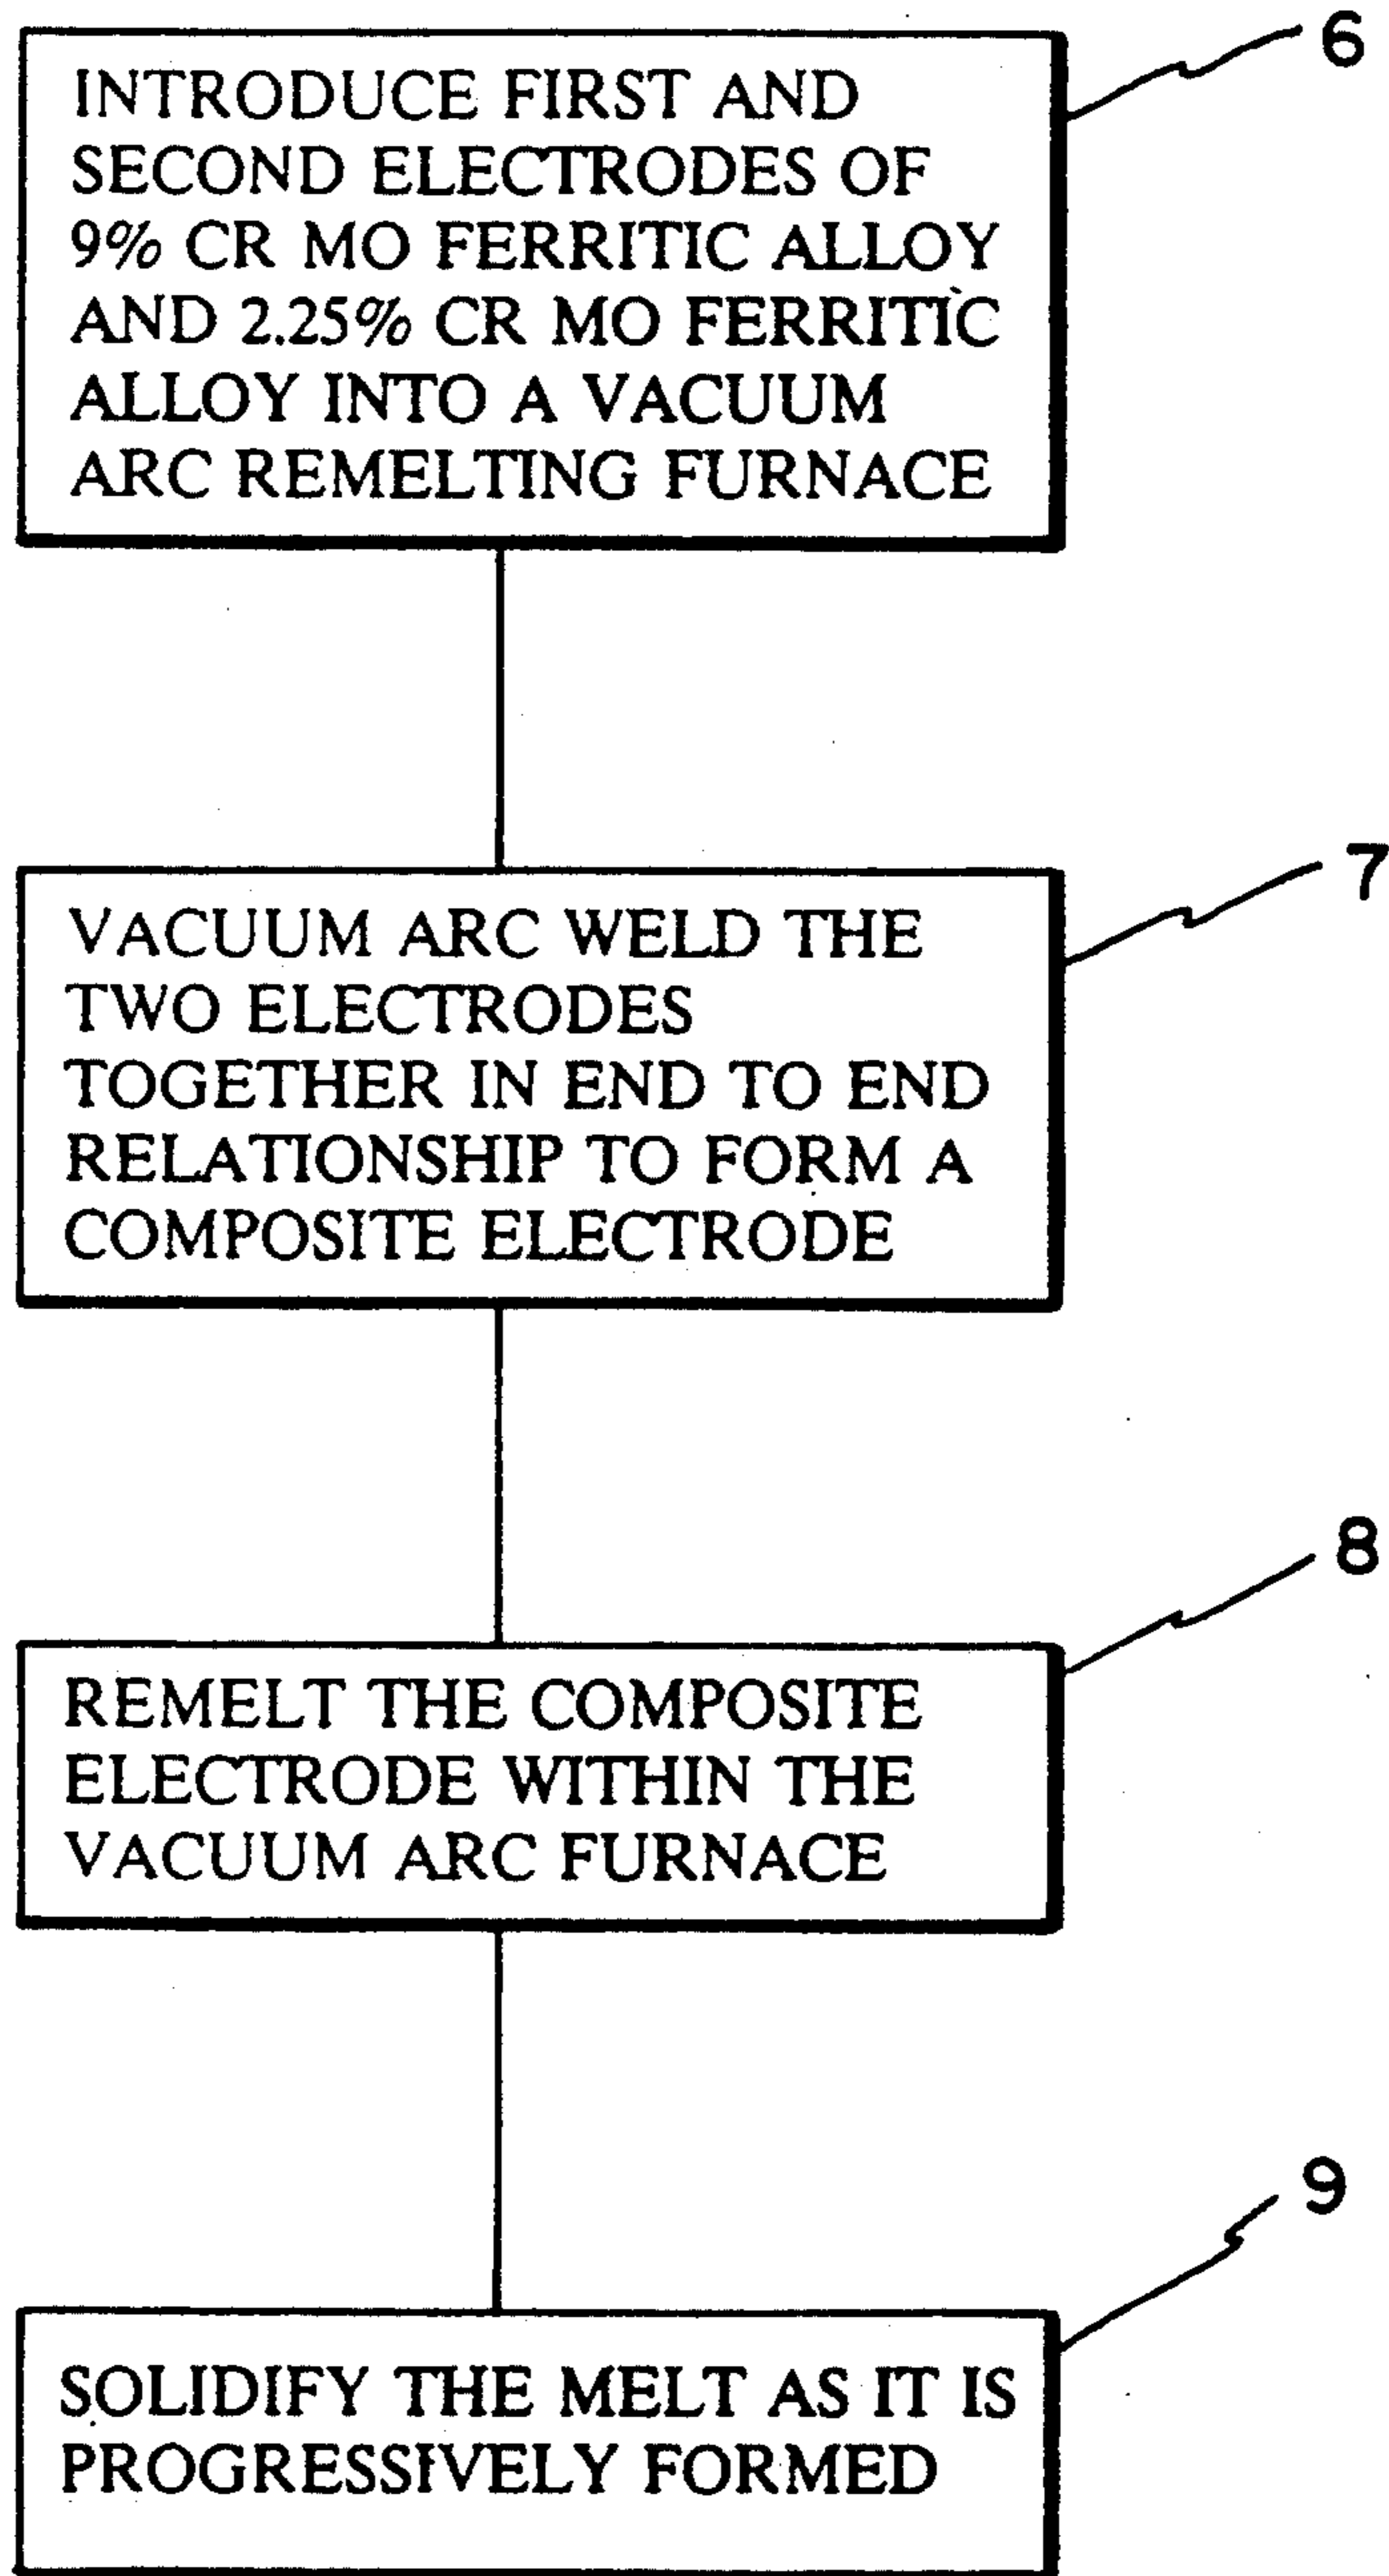 6
INTRODUCE FIRST AND
SECOND ELECTRODES OF
9% CR MO FERRITIC ALLOY
AND 2.25% CR MO FERRITIC
ALLOY INTO A VACUUM
ARC REMELTING FURNACE
7
VACUUM ARC WELD THE
TWO ELECTRODES
TOGETHER IN END TO END
RELATIONSHIP TO FORM A
COMPOSITE ELECTRODE
8
REMELT THE COMPOSITE
ELECTRODE WITHIN THE
VACUUM ARC FURNACE
9
SOLIDIFY THE MELT AS IT IS
PROGRESSIVELY FORMED